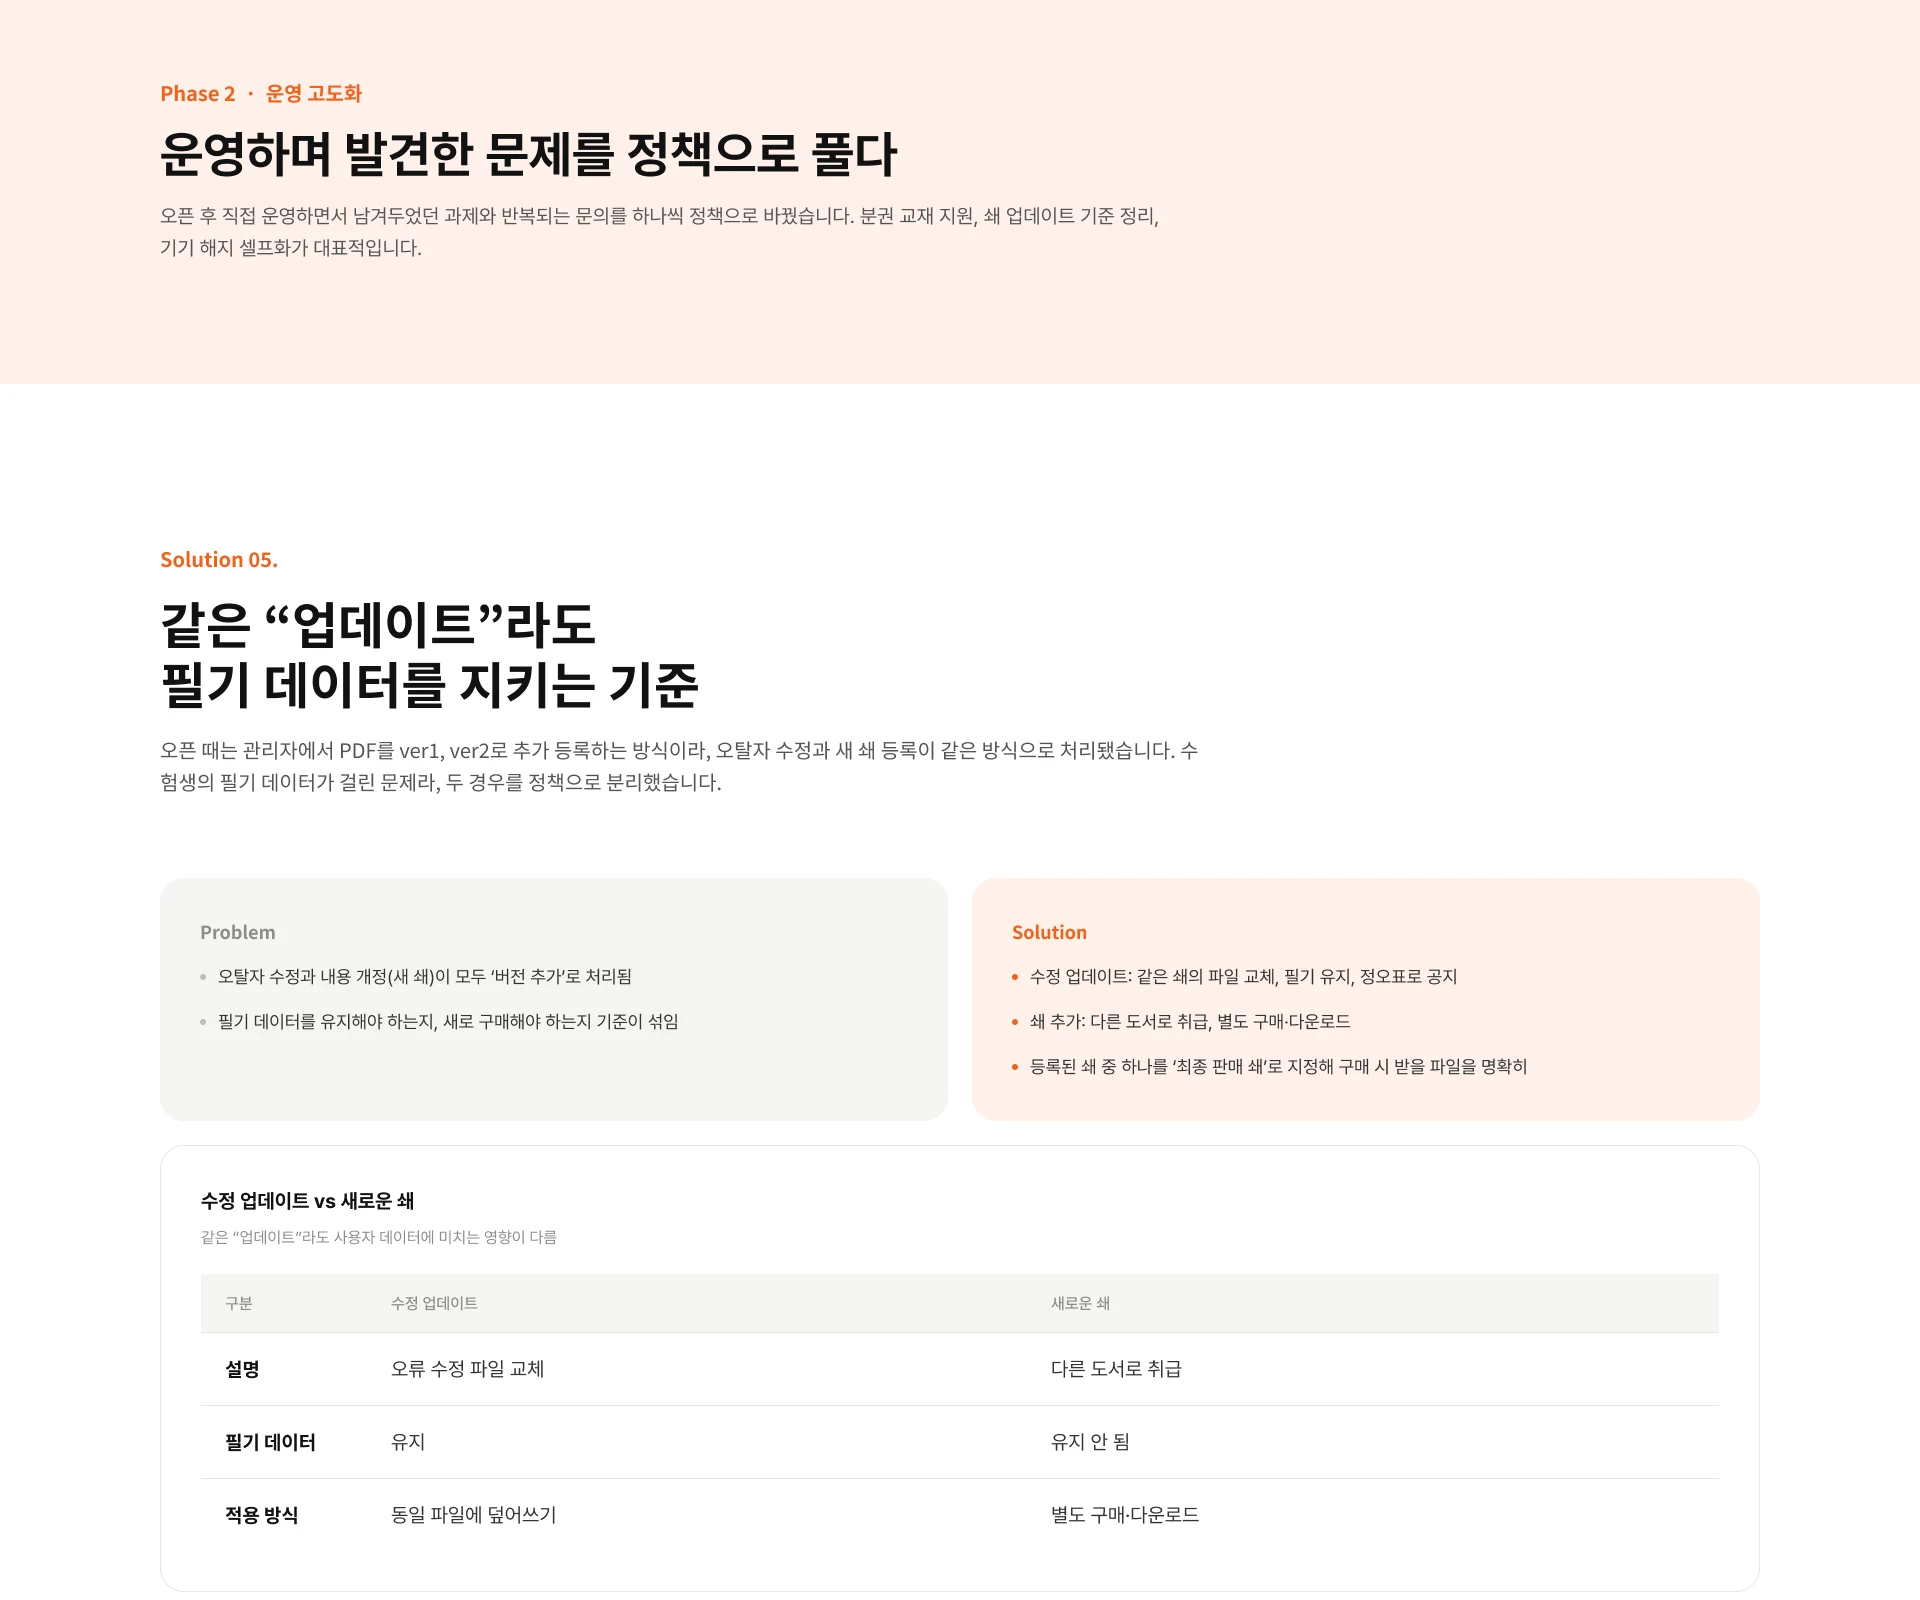 Phase 2 · 운영 고도화
운영하며 발견한 문제를 정책으로 풀다
오픈 후 직접 운영하면서 남겨두었던 과제와 반복되는 문의를 하나씩 정책으로 바꿨습니다. 분권 교재 지원, 쇄 업데이트 기준 정리,
기기 해지 셀프화가 대표적입니다.
Solution 05.
같은 “업데이트”라도
필기 데이터를 지키는 기준
오픈 때는 관리자에서 PDF를 ver1, ver2로 추가 등록하는 방식이라, 오탈자 수정과 새 쇄 등록이 같은 방식으로 처리됐습니다. 수
험생의 필기 데이터가 걸린 문제라, 두 경우를 정책으로 분리했습니다.
Problem
오탈자 수정과 내용 개정(새 쇄)이 모두 ‘버전 추가’로 처리됨
필기 데이터를 유지해야 하는지, 새로 구매해야 하는지 기준이 섞임
Solution
수정 업데이트: 같은 쇄의 파일 교체, 필기 유지, 정오표로 공지
쇄 추가: 다른 도서로 취급, 별도 구매·다운로드
등록된 쇄 중 하나를 ‘최종 판매 쇄’로 지정해 구매 시 받을 파일을 명확히
수정 업데이트 vs 새로운 쇄
같은 “업데이트”라도 사용자 데이터에 미치는 영향이 다름
구분 수정 업데이트 새로운 쇄
설명 오류 수정 파일 교체 다른 도서로 취급
필기 데이터 유지 유지 안 됨
적용 방식 동일 파일에 덮어쓰기 별도 구매·다운로드